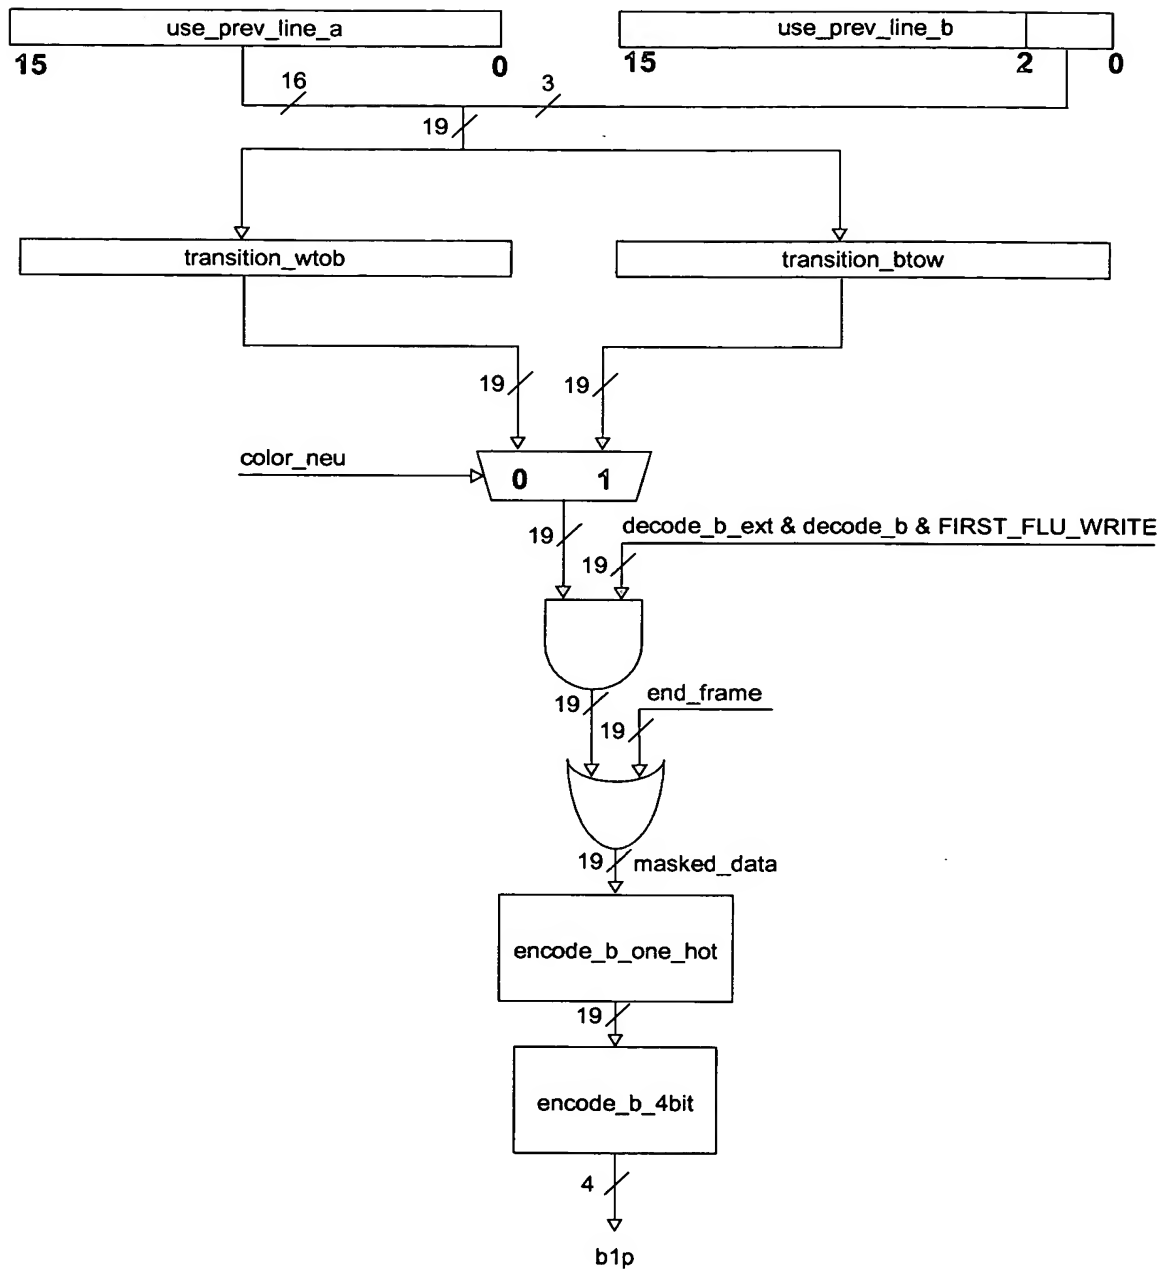 use_prev_line_a
use_prev_line_b
15
0
15
2
0
16
3
19
transition_wtob
transition_btow
19
19
color_neu
0
1
19
decode_b_ext & decode_b & FIRST_FLU_WRITE
19
19
end_frame
19
19
masked_data
encode_b_one_hot
19
encode_b_4bit
4
b1p